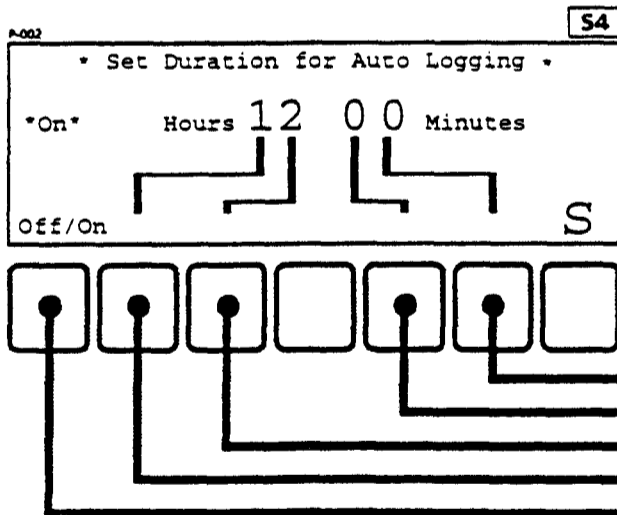 S4
P-002
* Set Duration for Auto Logging *
*On* Hours 12 00 Minutes
Off/On S